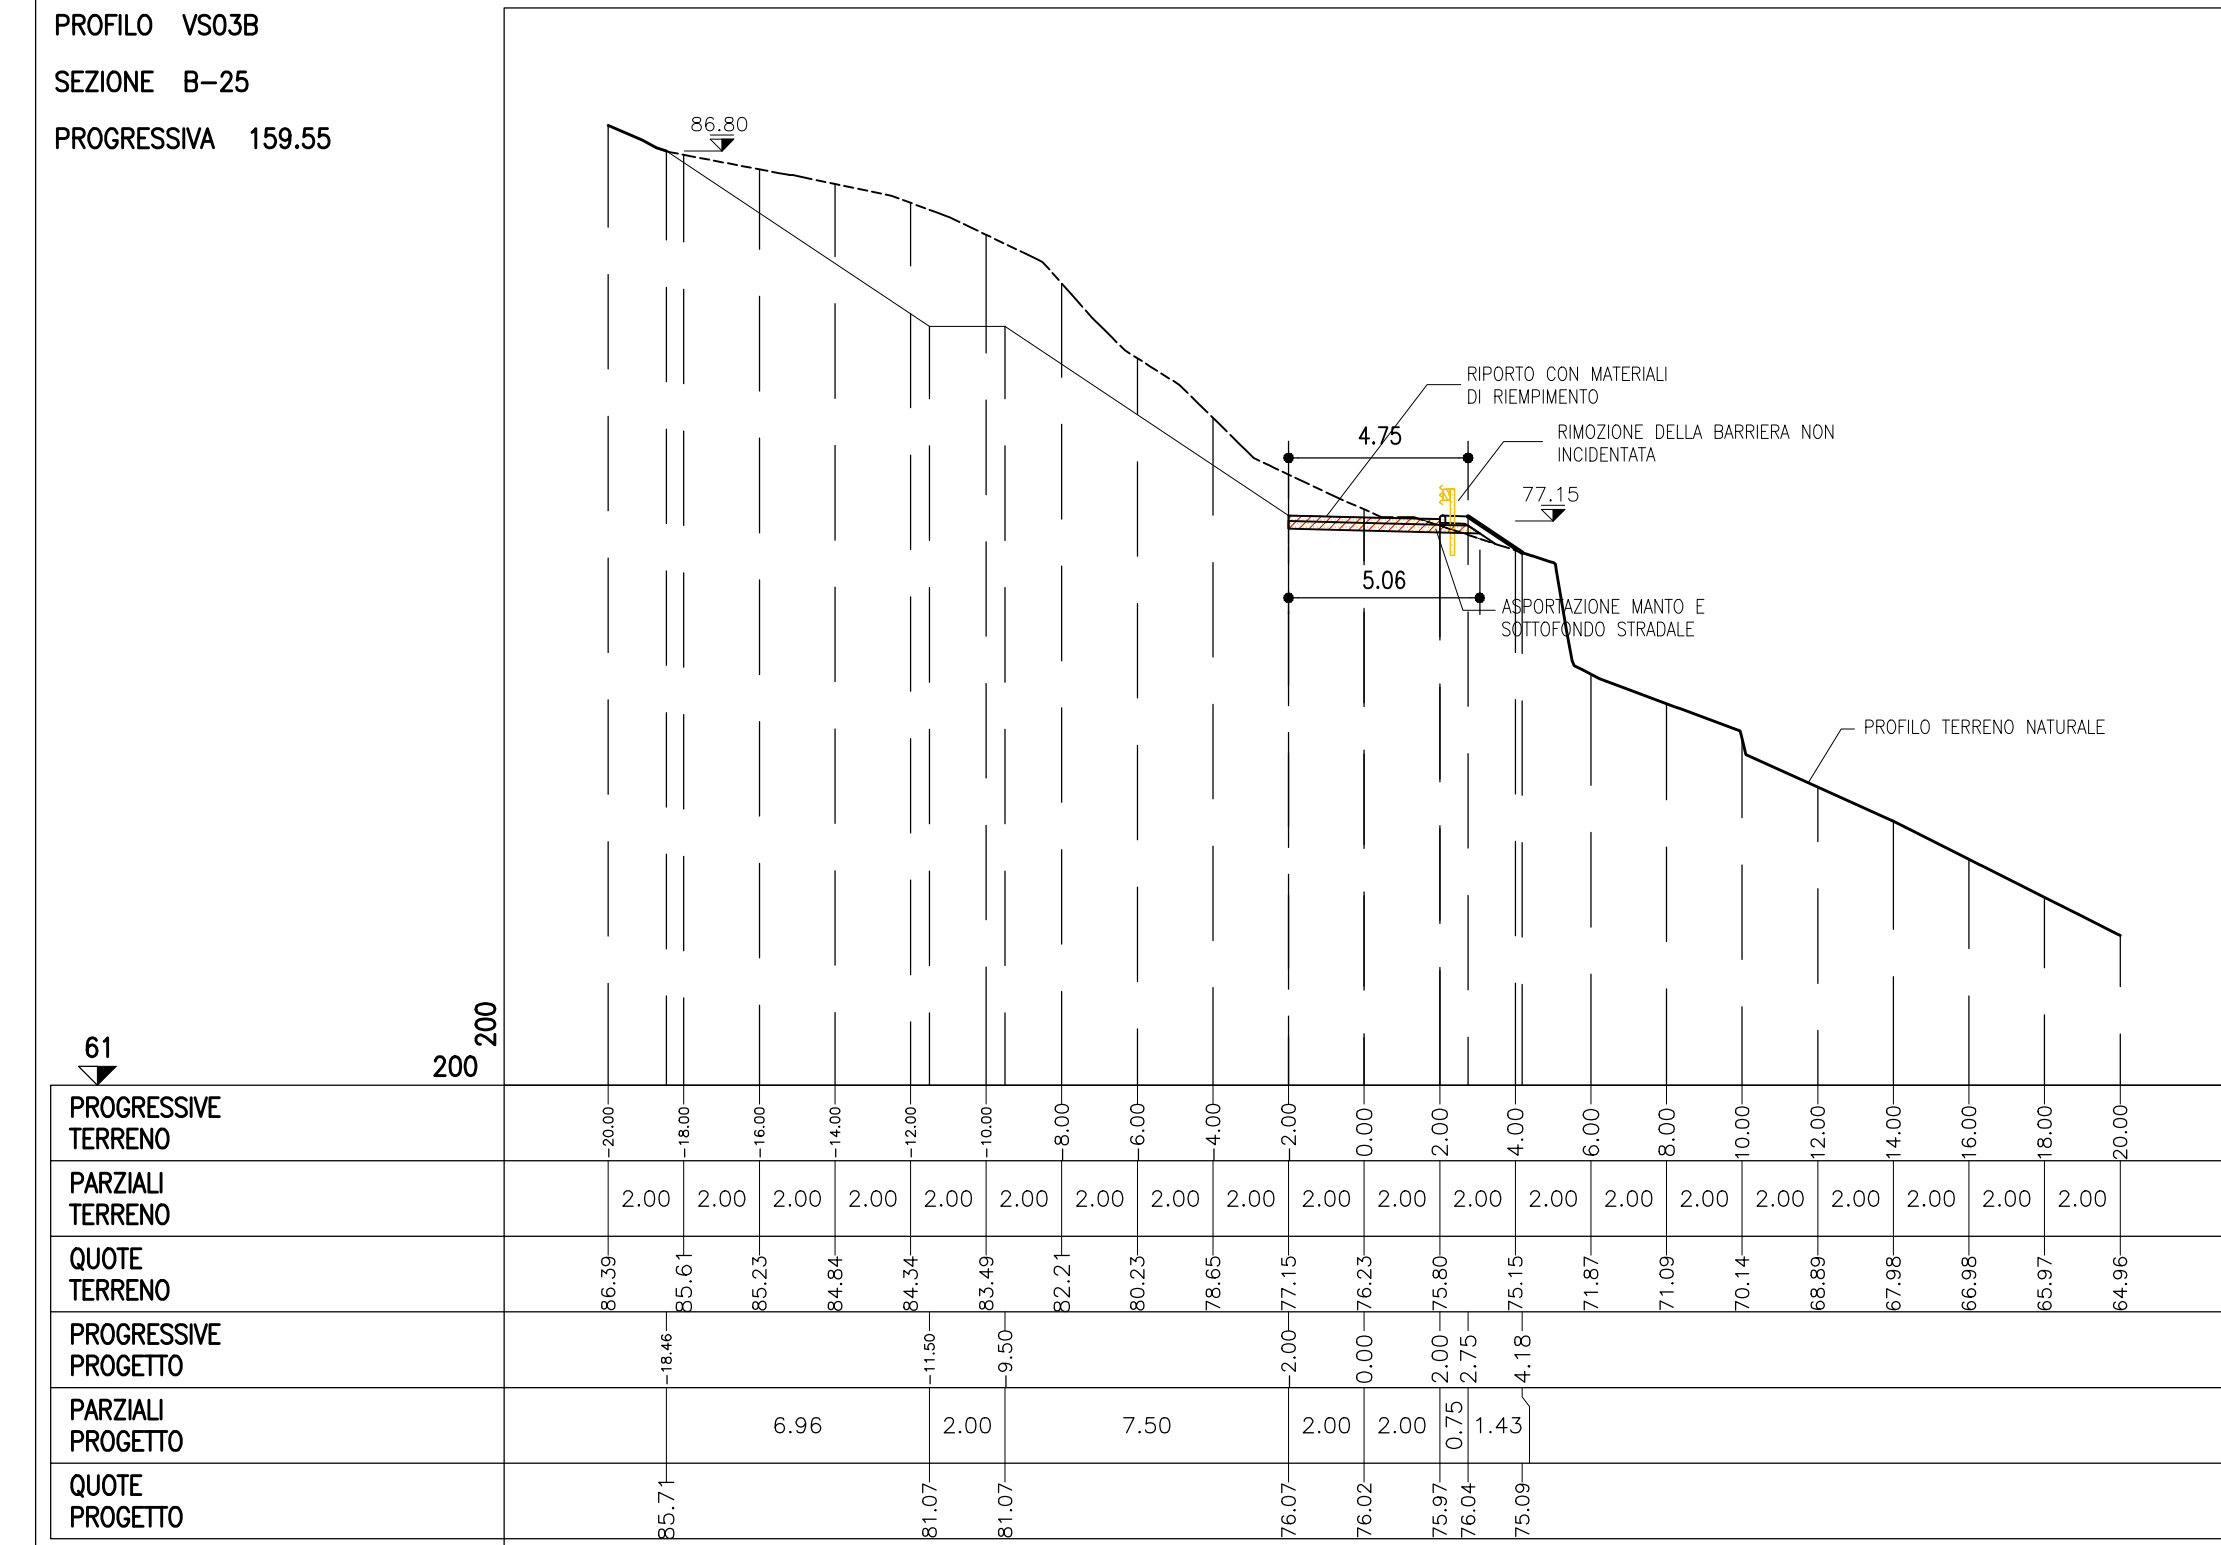 PROFILO VS03B
SEZIONE B-25
PROGRESSIVA 159.55
86.80
RIPORTO CON MATERIALI
DI RIEMPIMENTO
4.75
RIMOZIONE DELLA BARRIERA NON
INCIDENTATA
77.15
5.06
ASPORTAZIONE MANTO E
SOTTOFONDO STRADALE
PROFILO TERRENO NATURALE
200
61
200
PROGRESSIVE
TERRENO
-20.00 -18.00 -16.00 -14.00 -12.00 -10.00 -8.00 -6.00 -4.00 -2.00 0.00 2.00 4.00 6.00 8.00 10.00 12.00 14.00 16.00 18.00 20.00
PARZIALI
TERRENO
2.00 2.00 2.00 2.00 2.00 2.00 2.00 2.00 2.00 2.00 2.00 2.00 2.00 2.00 2.00 2.00 2.00 2.00 2.00 2.00
QUOTE
TERRENO
86.39 85.61 85.23 84.84 84.34 83.49 82.21 80.23 78.65 77.15 76.23 75.80 75.15 71.87 71.09 70.14 68.89 67.98 66.98 65.97 64.96
PROGRESSIVE
PROGETTO
-18.46 -11.50 -9.50 -2.00 0.00 2.00 2.75 4.18
PARZIALI
PROGETTO
6.96 2.00 7.50 2.00 2.00 0.75 1.43
QUOTE
PROGETTO
85.71 81.07 81.07 76.07 76.02 75.97 76.04 75.09